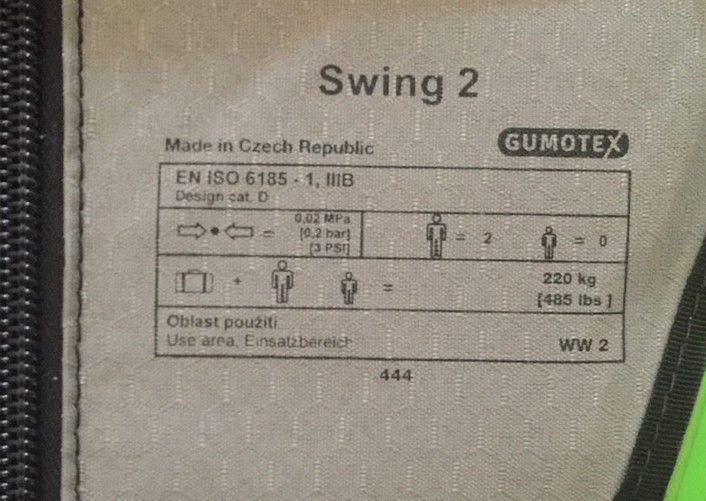 Swing 2
Made in Czech Republic
GUMOTEX
EN ISO 6185 - 1, IIIB
Design cat. D
= 0,02 MPa
[0,2 bar]
[3 PSI]
= 2
= 0
+ =
220 kg
[485 lbs ]
Oblast použití
Use area, Einsatzbereich
WW 2
444